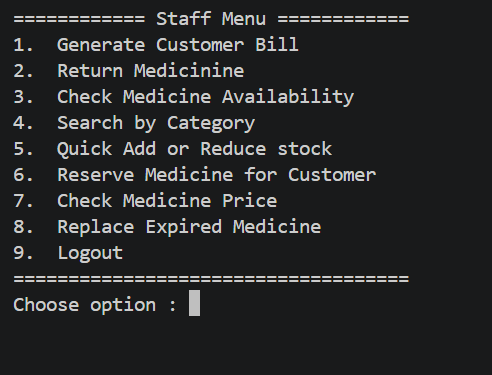 ============ Staff Menu ============
1.  Generate Customer Bill
2.  Return Medicinine
3.  Check Medicine Availability
4.  Search by Category
5.  Quick Add or Reduce stock
6.  Reserve Medicine for Customer
7.  Check Medicine Price
8.  Replace Expired Medicine
9.  Logout
====================================
Choose option :